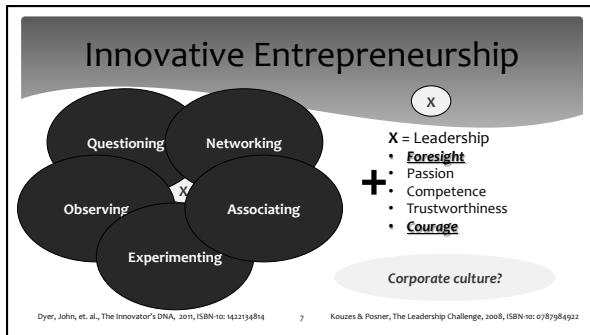 Innovative Entrepreneurship
X
Questioning
Networking
X
Observing
Associating
Experimenting
+
X = Leadership
• Foresight
• Passion
• Competence
• Trustworthiness
• Courage
Corporate culture?
Dyer, John, et. al., The Innovator's DNA, 2011, ISBN-10: 1422134814
7
Kouzes & Posner, The Leadership Challenge, 2008, ISBN-10: 0787984922